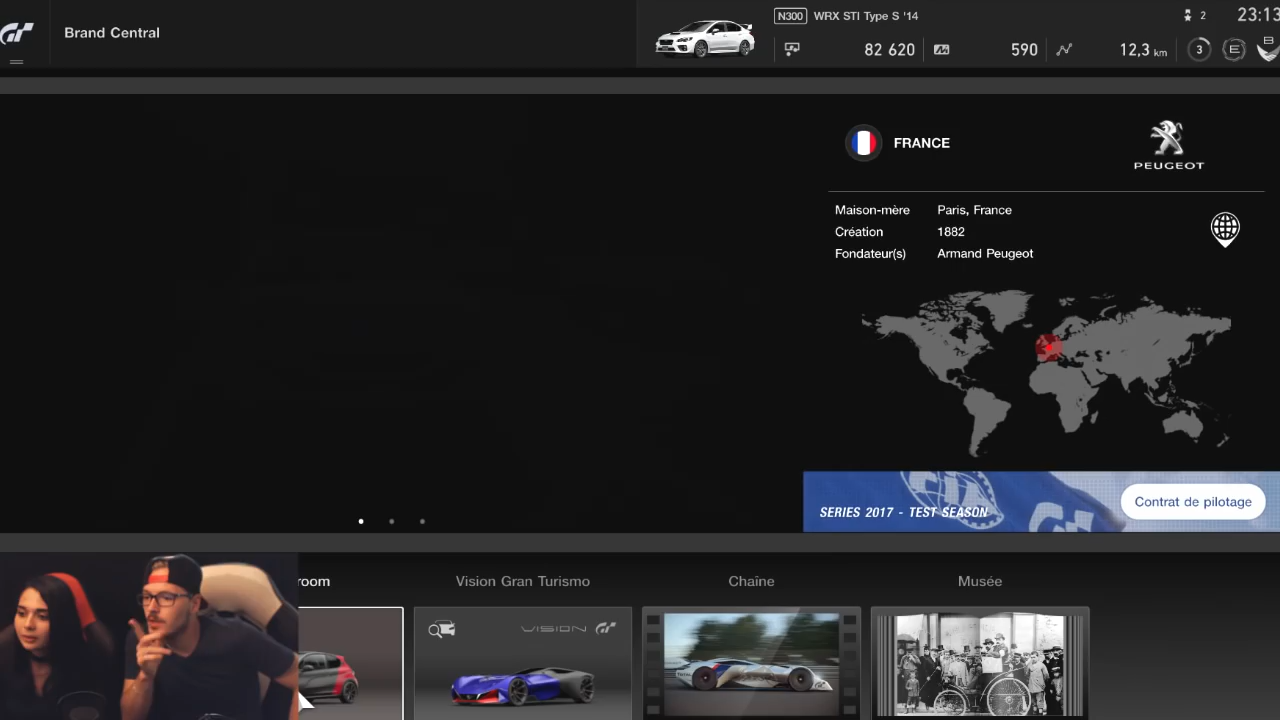 Brand Central
N300 WRX STI Type S '14
2
23:13
82 620
590
12,3 km
3
E
B
FRANCE
PEUGEOT
Maison-mère Paris, France
Création 1882
Fondateur(s) Armand Peugeot
SERIES 2017 - TEST SEASON
Contrat de pilotage
room
Vision Gran Turismo
Chaîne
Musée
VISION GT